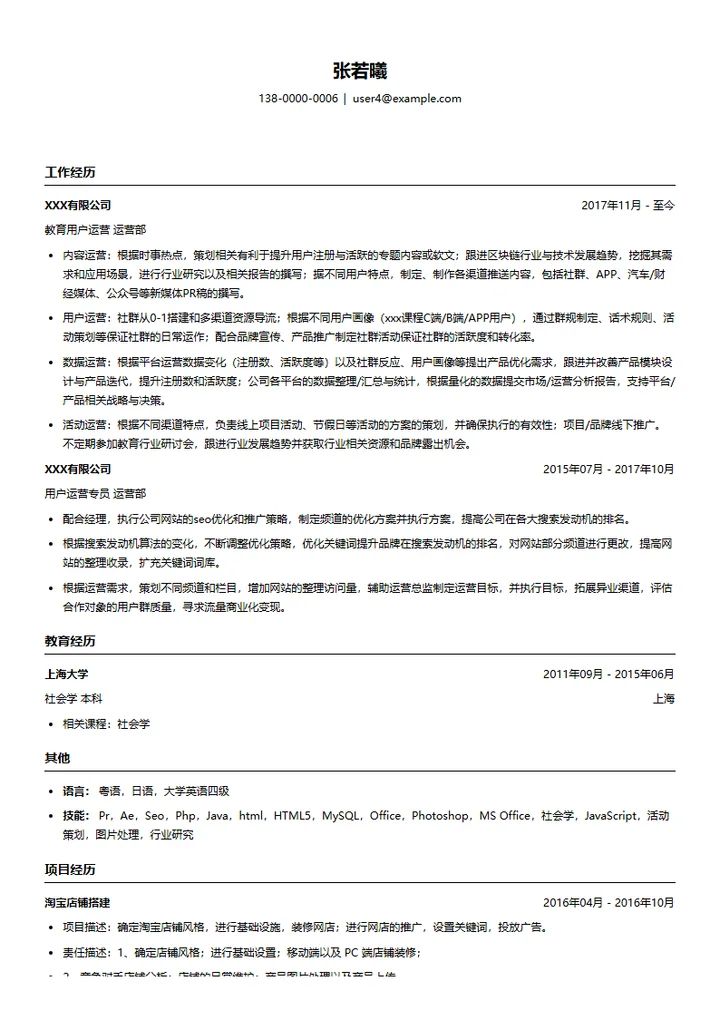 张若曦
138-0000-0006 | user4@example.com
工作经历
XXX有限公司 2017年11月 - 至今
教育用户运营 运营部
• 内容运营：根据时事热点，策划相关有利于提升用户注册与活跃的专题内容或软文；跟进区块链行业与技术发展趋势，挖掘其需
求和应用场景，进行行业研究以及相关报告的撰写；据不同用户特点，制定、制作各渠道推送内容，包括社群、APP、汽车/财
经媒体、公众号等新媒体PR稿的撰写。
• 用户运营：社群从0-1搭建和多渠道资源导流；根据不同用户画像（xxx课程C端/B端/APP用户），通过群规制定、话术规则、活
动策划等保证社群的日常运作；配合品牌宣传、产品推广制定社群活动保证社群的活跃度和转化率。
• 数据运营：根据平台运营数据变化（注册数、活跃度等）以及社群反应、用户画像等提出产品优化需求，跟进并改善产品模块设
计与产品迭代，提升注册数和活跃度；公司各平台的数据整理/汇总与统计，根据量化的数据提交市场/运营分析报告，支持平台/
产品相关战略与决策。
• 活动运营：根据不同渠道特点，负责线上项目活动、节假日等活动的方案的策划，并确保执行的有效性；项目/品牌线下推广。
不定期参加教育行业研讨会，跟进行业发展趋势并获取行业相关资源和品牌露出机会。
XXX有限公司 2015年07月 - 2017年10月
用户运营专员 运营部
• 配合经理，执行公司网站的seo优化和推广策略，制定频道的优化方案并执行方案，提高公司在各大搜索发动机的排名。
• 根据搜索发动机算法的变化，不断调整优化策略，优化关键词提升品牌在搜索发动机的排名，对网站部分频道进行更改，提高网
站的整理收录，扩充关键词词库。
• 根据运营需求，策划不同频道和栏目，增加网站的整理访问量，辅助运营总监制定运营目标，并执行目标，拓展异业渠道，评估
合作对象的用户群质量，寻求流量商业化变现。
教育经历
上海大学 2011年09月 - 2015年06月
社会学 本科 上海
• 相关课程：社会学
其他
• 语言： 粤语，日语，大学英语四级
• 技能： Pr，Ae，Seo，Php，Java，html，HTML5，MySQL，Office，Photoshop，MS Office，社会学，JavaScript，活动
策划，图片处理，行业研究
项目经历
淘宝店铺搭建 2016年04月 - 2016年10月
• 项目描述：确定淘宝店铺风格，进行基础设施，装修网店；进行网店的推广，设置关键词，投放广告。
• 责任描述：1、确定店铺风格；进行基础设置；移动端以及 PC 端店铺装修；